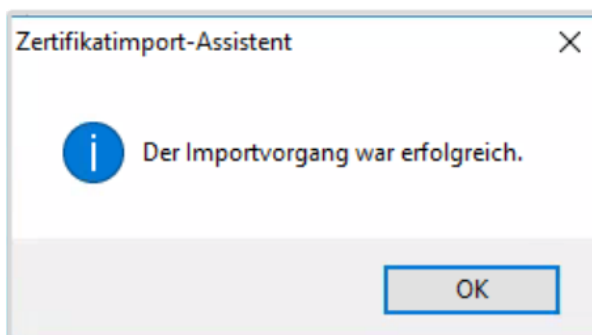 Zertifikatimport-Assistent
Der Importvorgang war erfolgreich.
OK